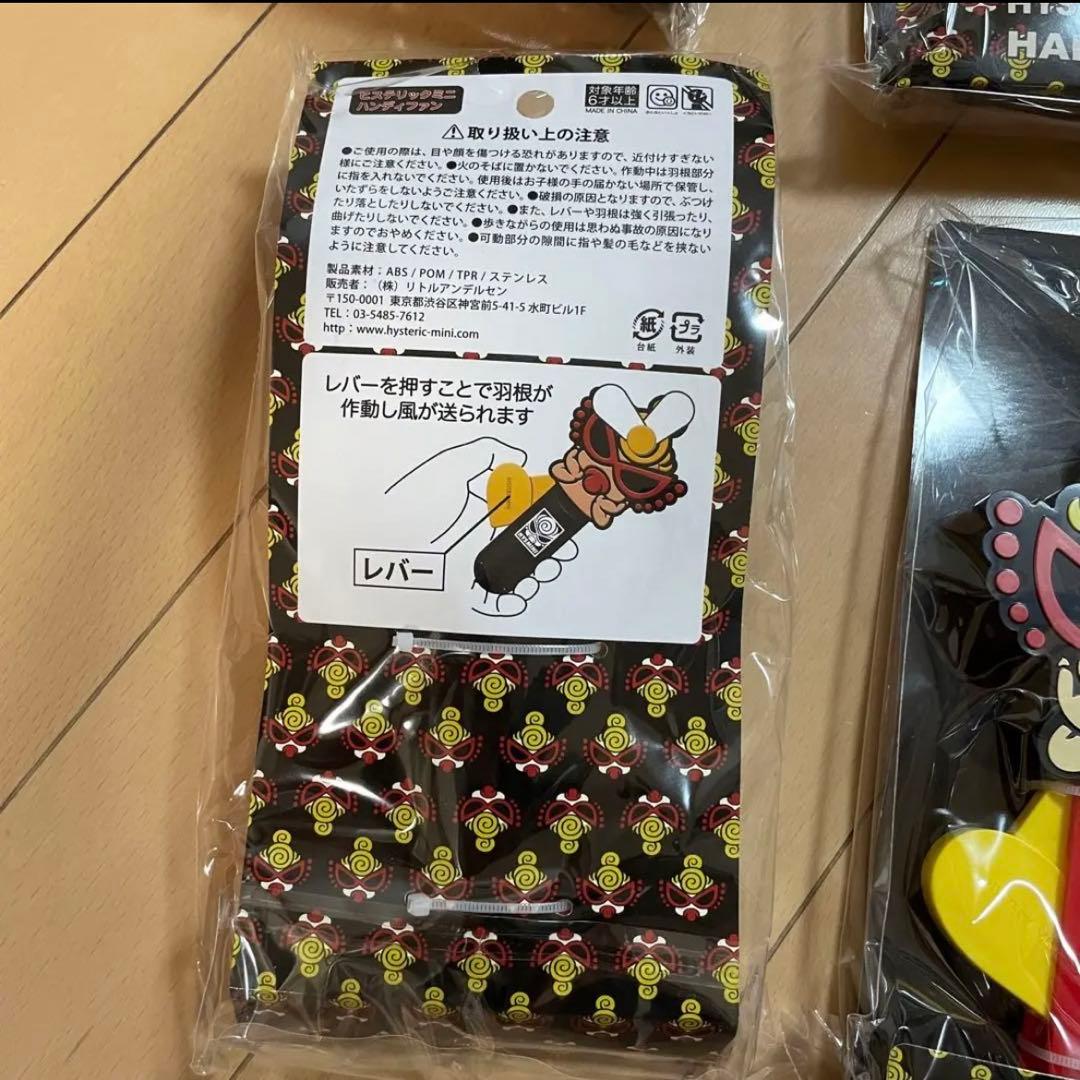 HYS
HAN
ヒステリックミニ
ハンディファン
対象年齢
6才以上
MADE IN CHINA
⚠取り扱い上の注意
●ご使用の際は、目や顔を傷つける恐れがありますので、近付けすぎない
様にご注意ください。●火のそばに置かないでください。作動中は羽根部分
に指を入れないでください。使用後はお子様の手の届かない場所で保管し、
いたずらをしないようご注意ください。●破損の原因となりますので、ぶつけ
たり落としたりしないでください。●また、レバーや羽根は強く引張ったり、
曲げたりしないでください。●歩きながらの使用は思わぬ事故の原因になり
ますのでおやめください。●可動部分の隙間に指や髪の毛などを挟ない
ように注意してください。
製品素材：ABS / POM / TPR / ステンレス
販売者：（株）リトルアンデルセン
〒150-0001 東京都渋谷区神宮前5-41-5 水町ビル1F
TEL：03-5485-7612
http：www.hysteric-mini.com
紙
台紙
プラ
外装
レバーを押すことで羽根が
作動し風が送られます
レバー